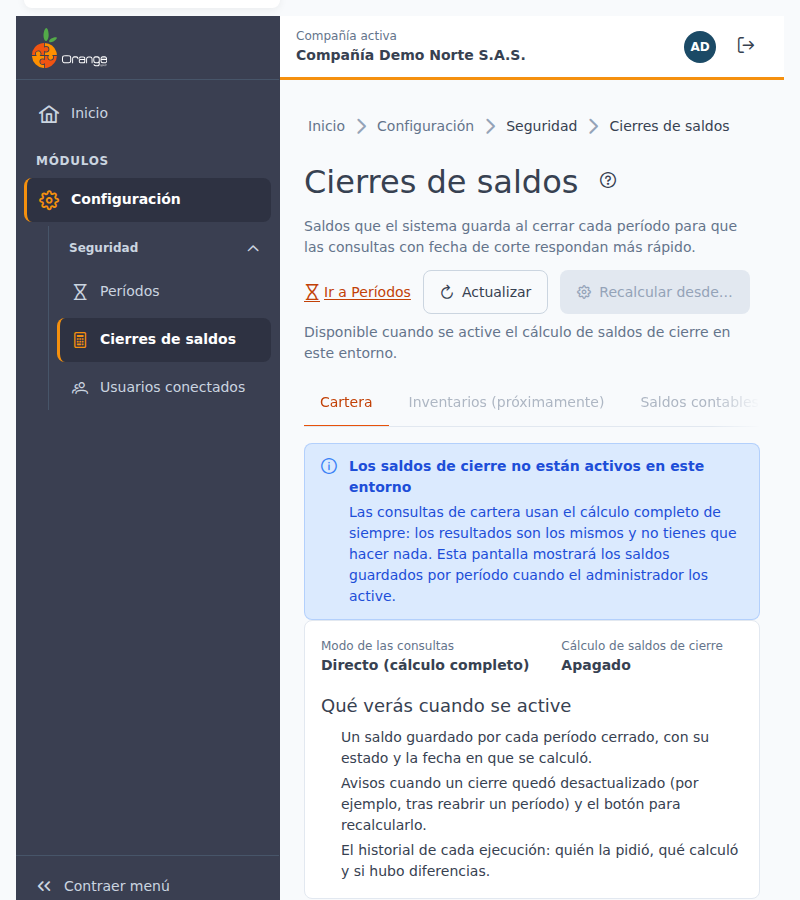 Orange
Inicio
MÓDULOS
Configuración
Seguridad
Períodos
Cierres de saldos
Usuarios conectados
Contraer menú
Compañía activa
Compañía Demo Norte S.A.S.
AD
Inicio Configuración Seguridad Cierres de saldos
Cierres de saldos
Saldos que el sistema guarda al cerrar cada período para que
las consultas con fecha de corte respondan más rápido.
Ir a Períodos Actualizar Recalcular desde...
Disponible cuando se active el cálculo de saldos de cierre en
este entorno.
Cartera Inventarios (próximamente) Saldos contables
Los saldos de cierre no están activos en este
entorno
Las consultas de cartera usan el cálculo completo de
siempre: los resultados son los mismos y no tienes que
hacer nada. Esta pantalla mostrará los saldos
guardados por período cuando el administrador los
active.
Modo de las consultas Cálculo de saldos de cierre
Directo (cálculo completo) Apagado
Qué verás cuando se active
Un saldo guardado por cada período cerrado, con su
estado y la fecha en que se calculó.
Avisos cuando un cierre quedó desactualizado (por
ejemplo, tras reabrir un período) y el botón para
recalcularlo.
El historial de cada ejecución: quién la pidió, qué calculó
y si hubo diferencias.